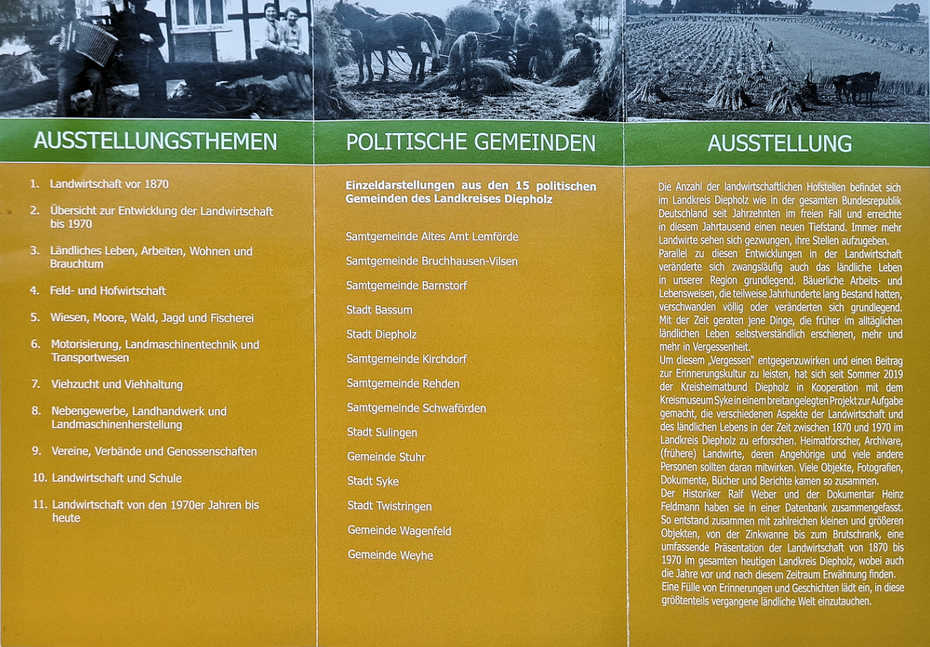 AUSSTELLUNGSTHEMEN
1. Landwirtschaft vor 1870
2. Übersicht zur Entwicklung der Landwirtschaft
bis 1970
3. Ländliches Leben, Arbeiten, Wohnen und
Brauchtum
4. Feld- und Hofwirtschaft
5. Wiesen, Moore, Wald, Jagd und Fischerei
6. Motorisierung, Landmaschinentechnik und
Transportwesen
7. Viehzucht und Viehhaltung
8. Nebengewerbe, Landhandwerk und
Landmaschinenherstellung
9. Vereine, Verbände und Genossenschaften
10. Landwirtschaft und Schule
11. Landwirtschaft von den 1970er Jahren bis
heute
POLITISCHE GEMEINDEN
Einzeldarstellungen aus den 15 politischen
Gemeinden des Landkreises Diepholz
Samtgemeinde Altes Amt Lemförde
Samtgemeinde Bruchhausen-Vilsen
Samtgemeinde Barnstorf
Stadt Bassum
Stadt Diepholz
Samtgemeinde Kirchdorf
Samtgemeinde Rehden
Samtgemeinde Schwaförden
Stadt Sulingen
Gemeinde Stuhr
Stadt Syke
Stadt Twistringen
Gemeinde Wagenfeld
Gemeinde Weyhe
AUSSTELLUNG
Die Anzahl der landwirtschaftlichen Hofstellen befindet sich
im Landkreis Diepholz wie in der gesamten Bundesrepublik
Deutschland seit Jahrzehnten im freien Fall und erreichte
in diesem Jahrtausend einen neuen Tiefstand. Immer mehr
Landwirte sehen sich gezwungen, ihre Stellen aufzugeben.
Parallel zu diesen Entwicklungen in der Landwirtschaft
veränderte sich zwangsläufig auch das ländliche Leben
in unserer Region grundlegend. Bäuerliche Arbeits- und
Lebensweisen, die teilweise Jahrhunderte lang Bestand hatten,
verschwanden völlig oder veränderten sich grundlegend.
Mit der Zeit geraten jene Dinge, die früher im alltäglichen
ländlichen Leben selbstverständlich erschienen, mehr und
mehr in Vergessenheit.
Um diesem „Vergessen“ entgegenzuwirken und einen Beitrag
zur Erinnerungskultur zu leisten, hat sich seit Sommer 2019
der Kreisheimatbund Diepholz in Kooperation mit dem
Kreismuseum Syke in einem breitangelegten Projekt zur Aufgabe
gemacht, die verschiedenen Aspekte der Landwirtschaft und
des ländlichen Lebens in der Zeit zwischen 1870 und 1970 im
Landkreis Diepholz zu erforschen. Heimatforscher, Archivare,
(frühere) Landwirte, deren Angehörige und viele andere
Personen sollten daran mitwirken. Viele Objekte, Fotografien,
Dokumente, Bücher und Berichte kamen so zusammen.
Der Historiker Ralf Weber und der Dokumentar Heinz
Feldmann haben sie in einer Datenbank zusammengefasst.
So entstand zusammen mit zahlreichen kleinen und größeren
Objekten, von der Zinkwanne bis zum Brutschrank, eine
umfassende Präsentation der Landwirtschaft von 1870 bis
1970 im gesamten heutigen Landkreis Diepholz, wobei auch
die Jahre vor und nach diesem Zeitraum Erwähnung finden.
Eine Fülle von Erinnerungen und Geschichten lädt ein, in diese
größtenteils vergangene ländliche Welt einzutauchen.